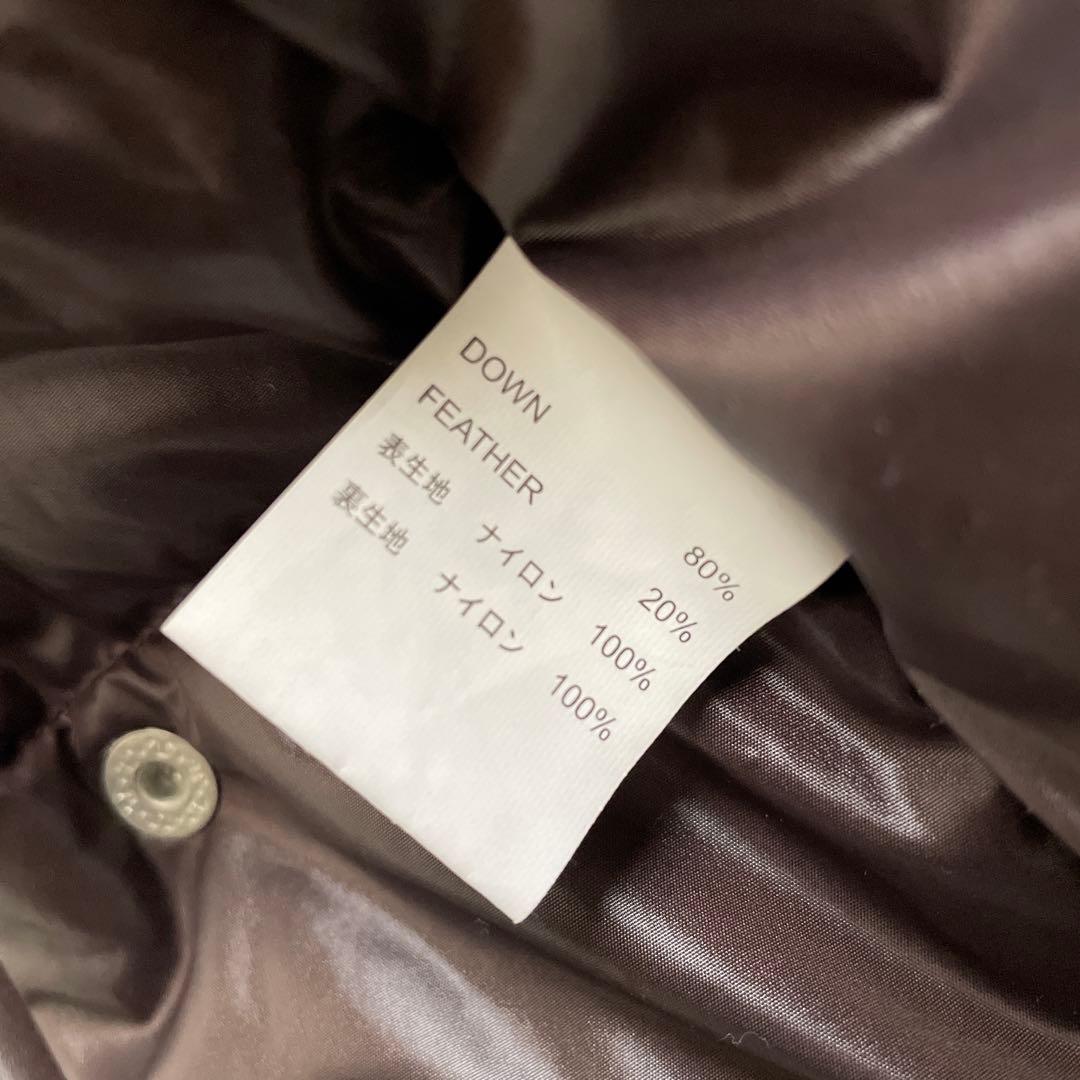 DOWN 80%
FEATHER 20%
表生地 ナイロン 100%
裏生地 ナイロン 100%